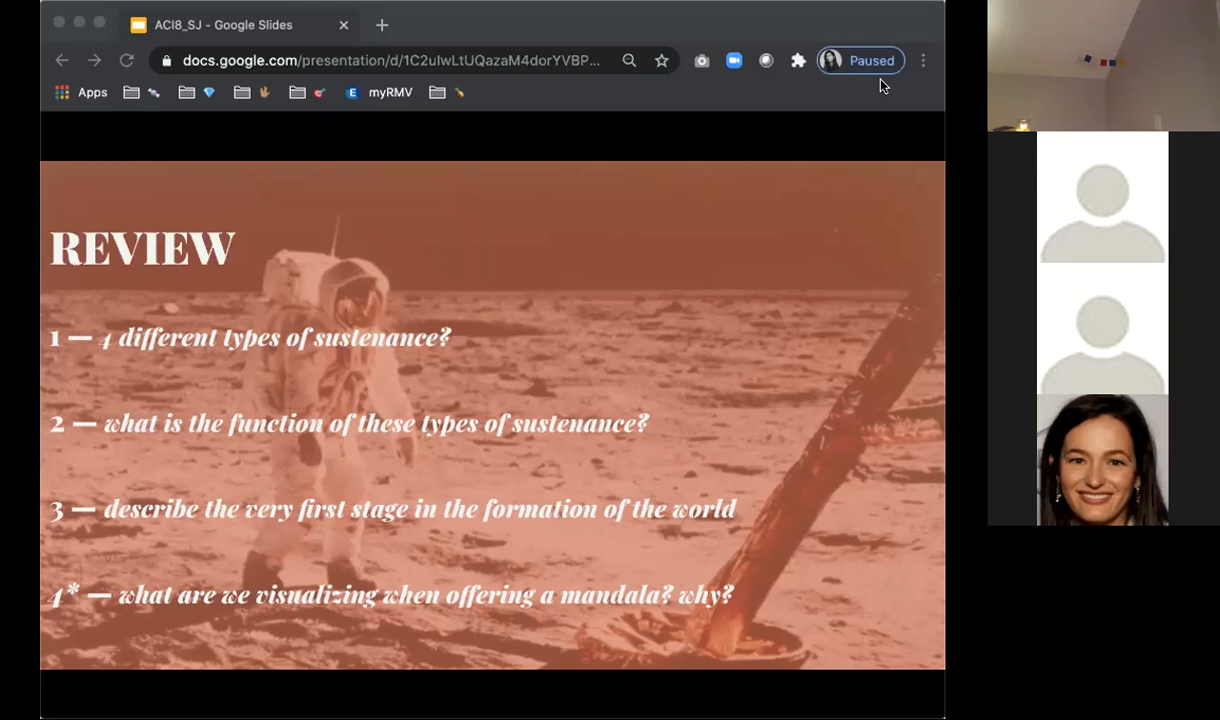 ACI8_SJ - Google Slides
docs.google.com/presentation/d/1C2uIwLtUQazaM4dorYVBP...
Paused
Apps
E
myRMV
REVIEW
1 — 4 different types of sustenance?
2 — what is the function of these types of sustenance?
3 — describe the very first stage in the formation of the world
4* — what are we visualizing when offering a mandala? why?